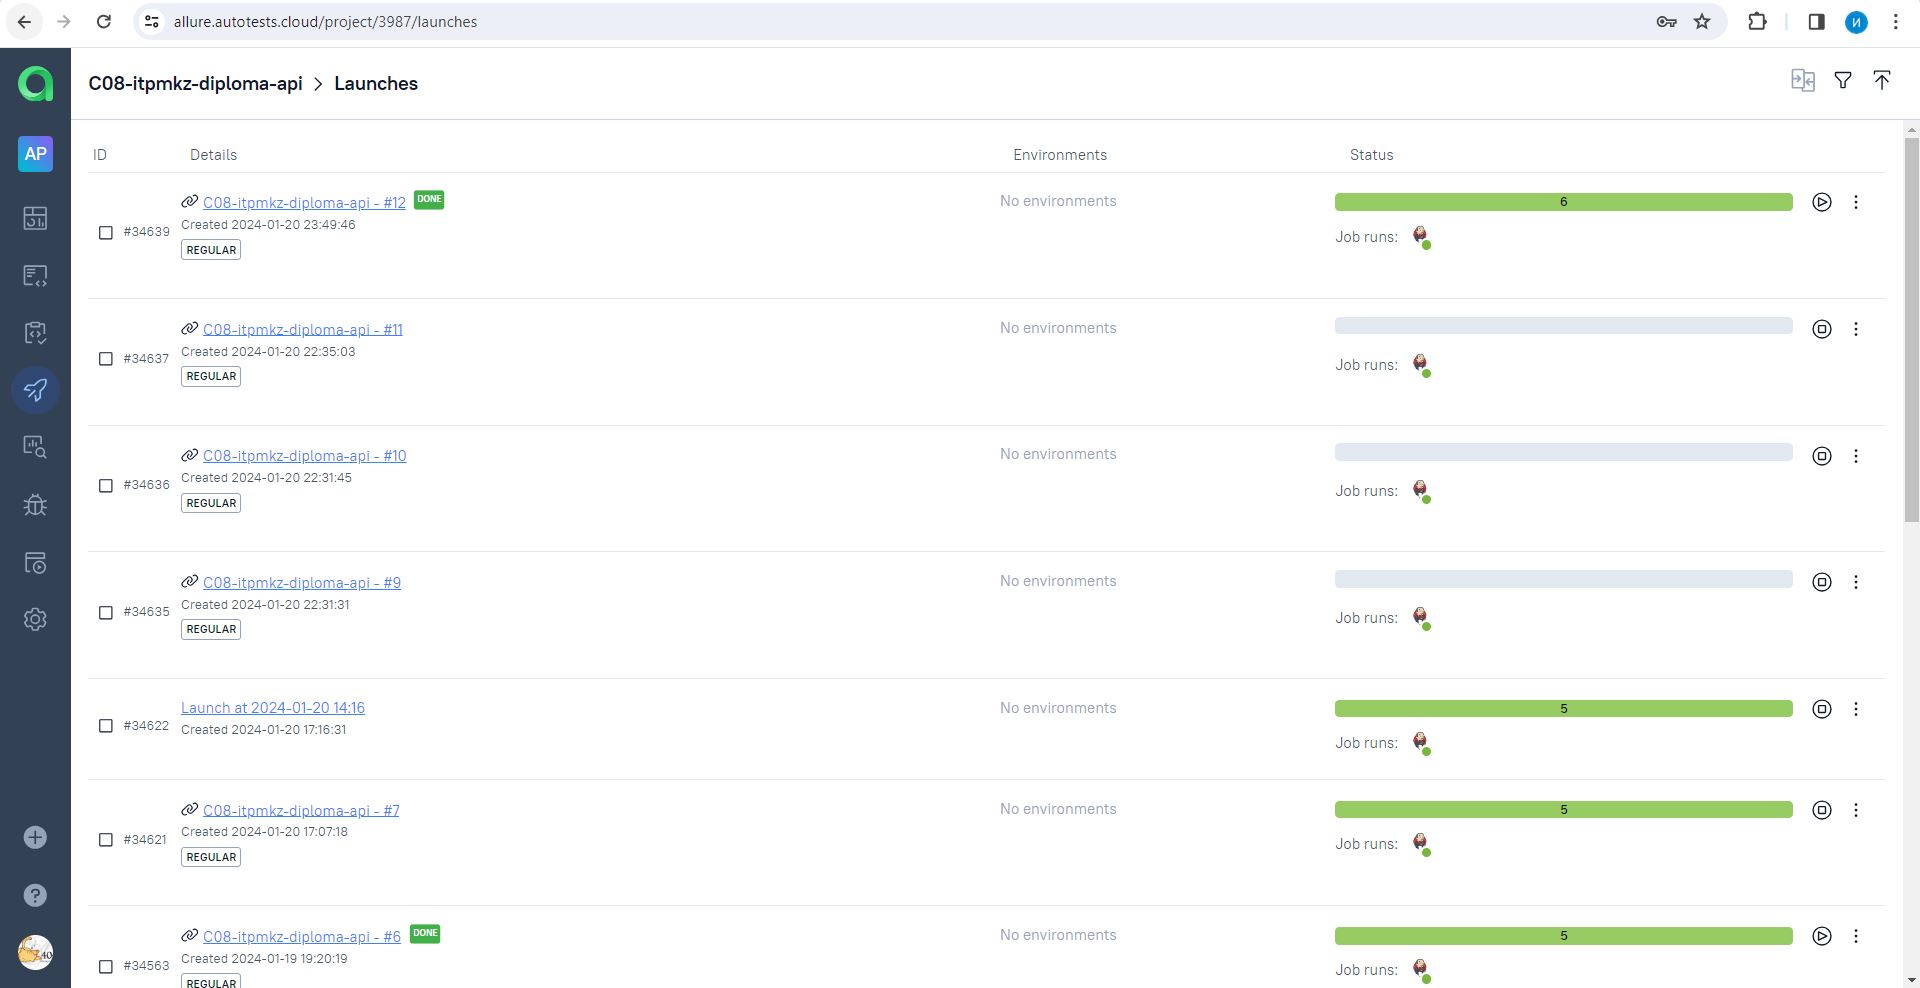 allure.autotests.cloud/project/3987/launches
И
C08-itpmkz-diploma-api > Launches
AP
ID Details Environments Status
C08-itpmkz-diploma-api - #12 DONE No environments 6
Created 2024-01-20 23:49:46
#34639 Job runs:
REGULAR
C08-itpmkz-diploma-api - #11 No environments
Created 2024-01-20 22:35:03
#34637 Job runs:
REGULAR
C08-itpmkz-diploma-api - #10 No environments
Created 2024-01-20 22:31:45
#34636 Job runs:
REGULAR
C08-itpmkz-diploma-api - #9 No environments
Created 2024-01-20 22:31:31
#34635 Job runs:
REGULAR
Launch at 2024-01-20 14:16 No environments 5
#34622 Created 2024-01-20 17:16:31 Job runs:
C08-itpmkz-diploma-api - #7 No environments 5
Created 2024-01-20 17:07:18
#34621 Job runs:
REGULAR
C08-itpmkz-diploma-api - #6 DONE No environments 5
Created 2024-01-19 19:20:19
#34563 Job runs:
REGULAR
40